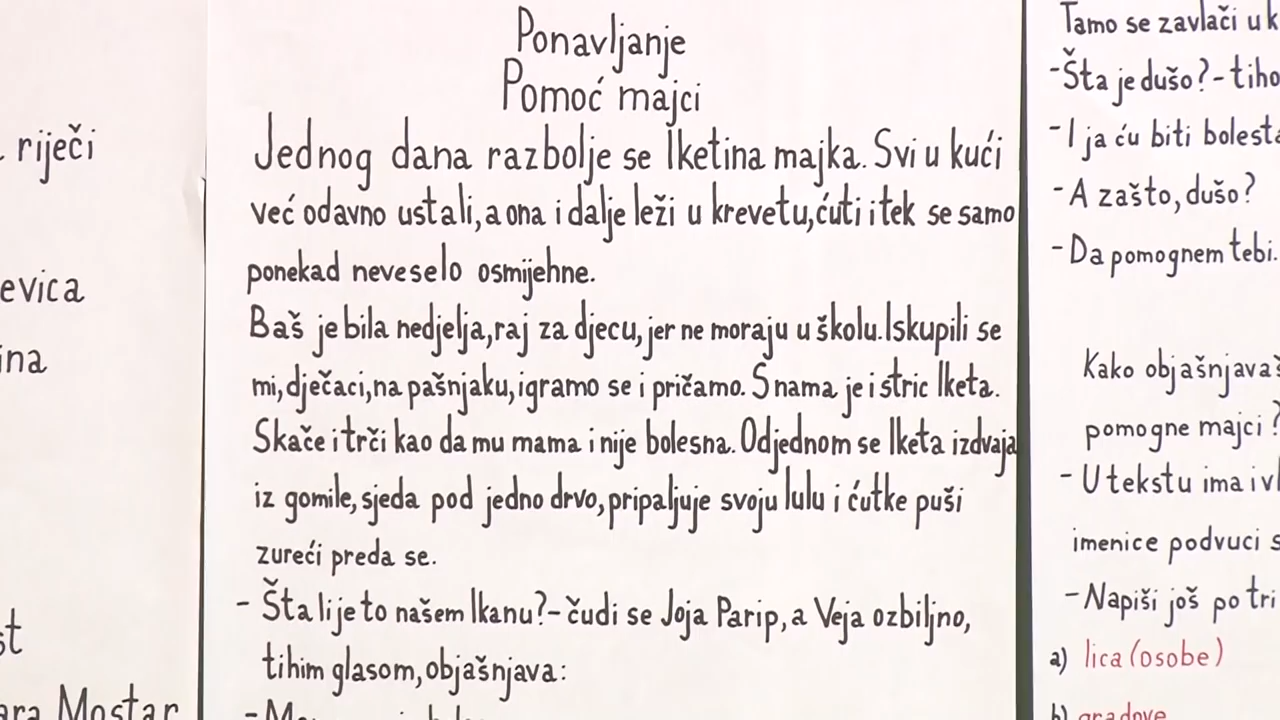 riječi
evica
ina
Mostar
Ponavljanje
Pomoć majci
Jednog dana razbolje se Iketina majka. Svi u kući
već odavno ustali, a ona i dalje leži u krevetu, ćuti i tek se samo
ponekad neveselo osmijehne.
Baš je bila nedjelja, raj za djecu, jer ne moraju u školu. Iskupili se
mi, dječaci, na pašnjaku, igramo se i pričamo. S nama je i stric Iketa.
Skače i trči kao da mu mama i nije bolesna. Odjednom se Iketa izdvaja
iz gomile, sjeda pod jedno drvo, pripaljuje svoju lulu i ćutke puši
zureći preda se.
- Šta li je to našem Ikanu? - čudi se Joja Parip, a Veja ozbiljno,
tihim glasom, objašnjava:
Tamo se zavlači u k
- Šta je dušo? - tiho
- I ja ću biti bolest
- A zašto, dušo?
- Da pomognem tebi.
Kako objašnjavaš
pomogne majci?
- U tekstu ima i vl
imenice podvuci s
- Napiši još po tri
a) lica (osobe)
b) gradove